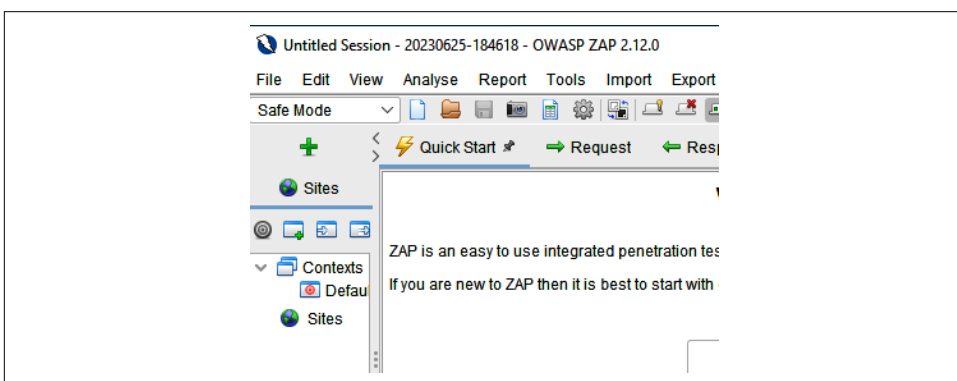 Untitled Session - 20230625-184618 - OWASP ZAP 2.12.0
File Edit View Analyse Report Tools Import Export
Safe Mode
Quick Start Request
Sites
ZAP is an easy to use integrated penetration
Contexts
If you are new to ZAP then it is best to start with
Sites